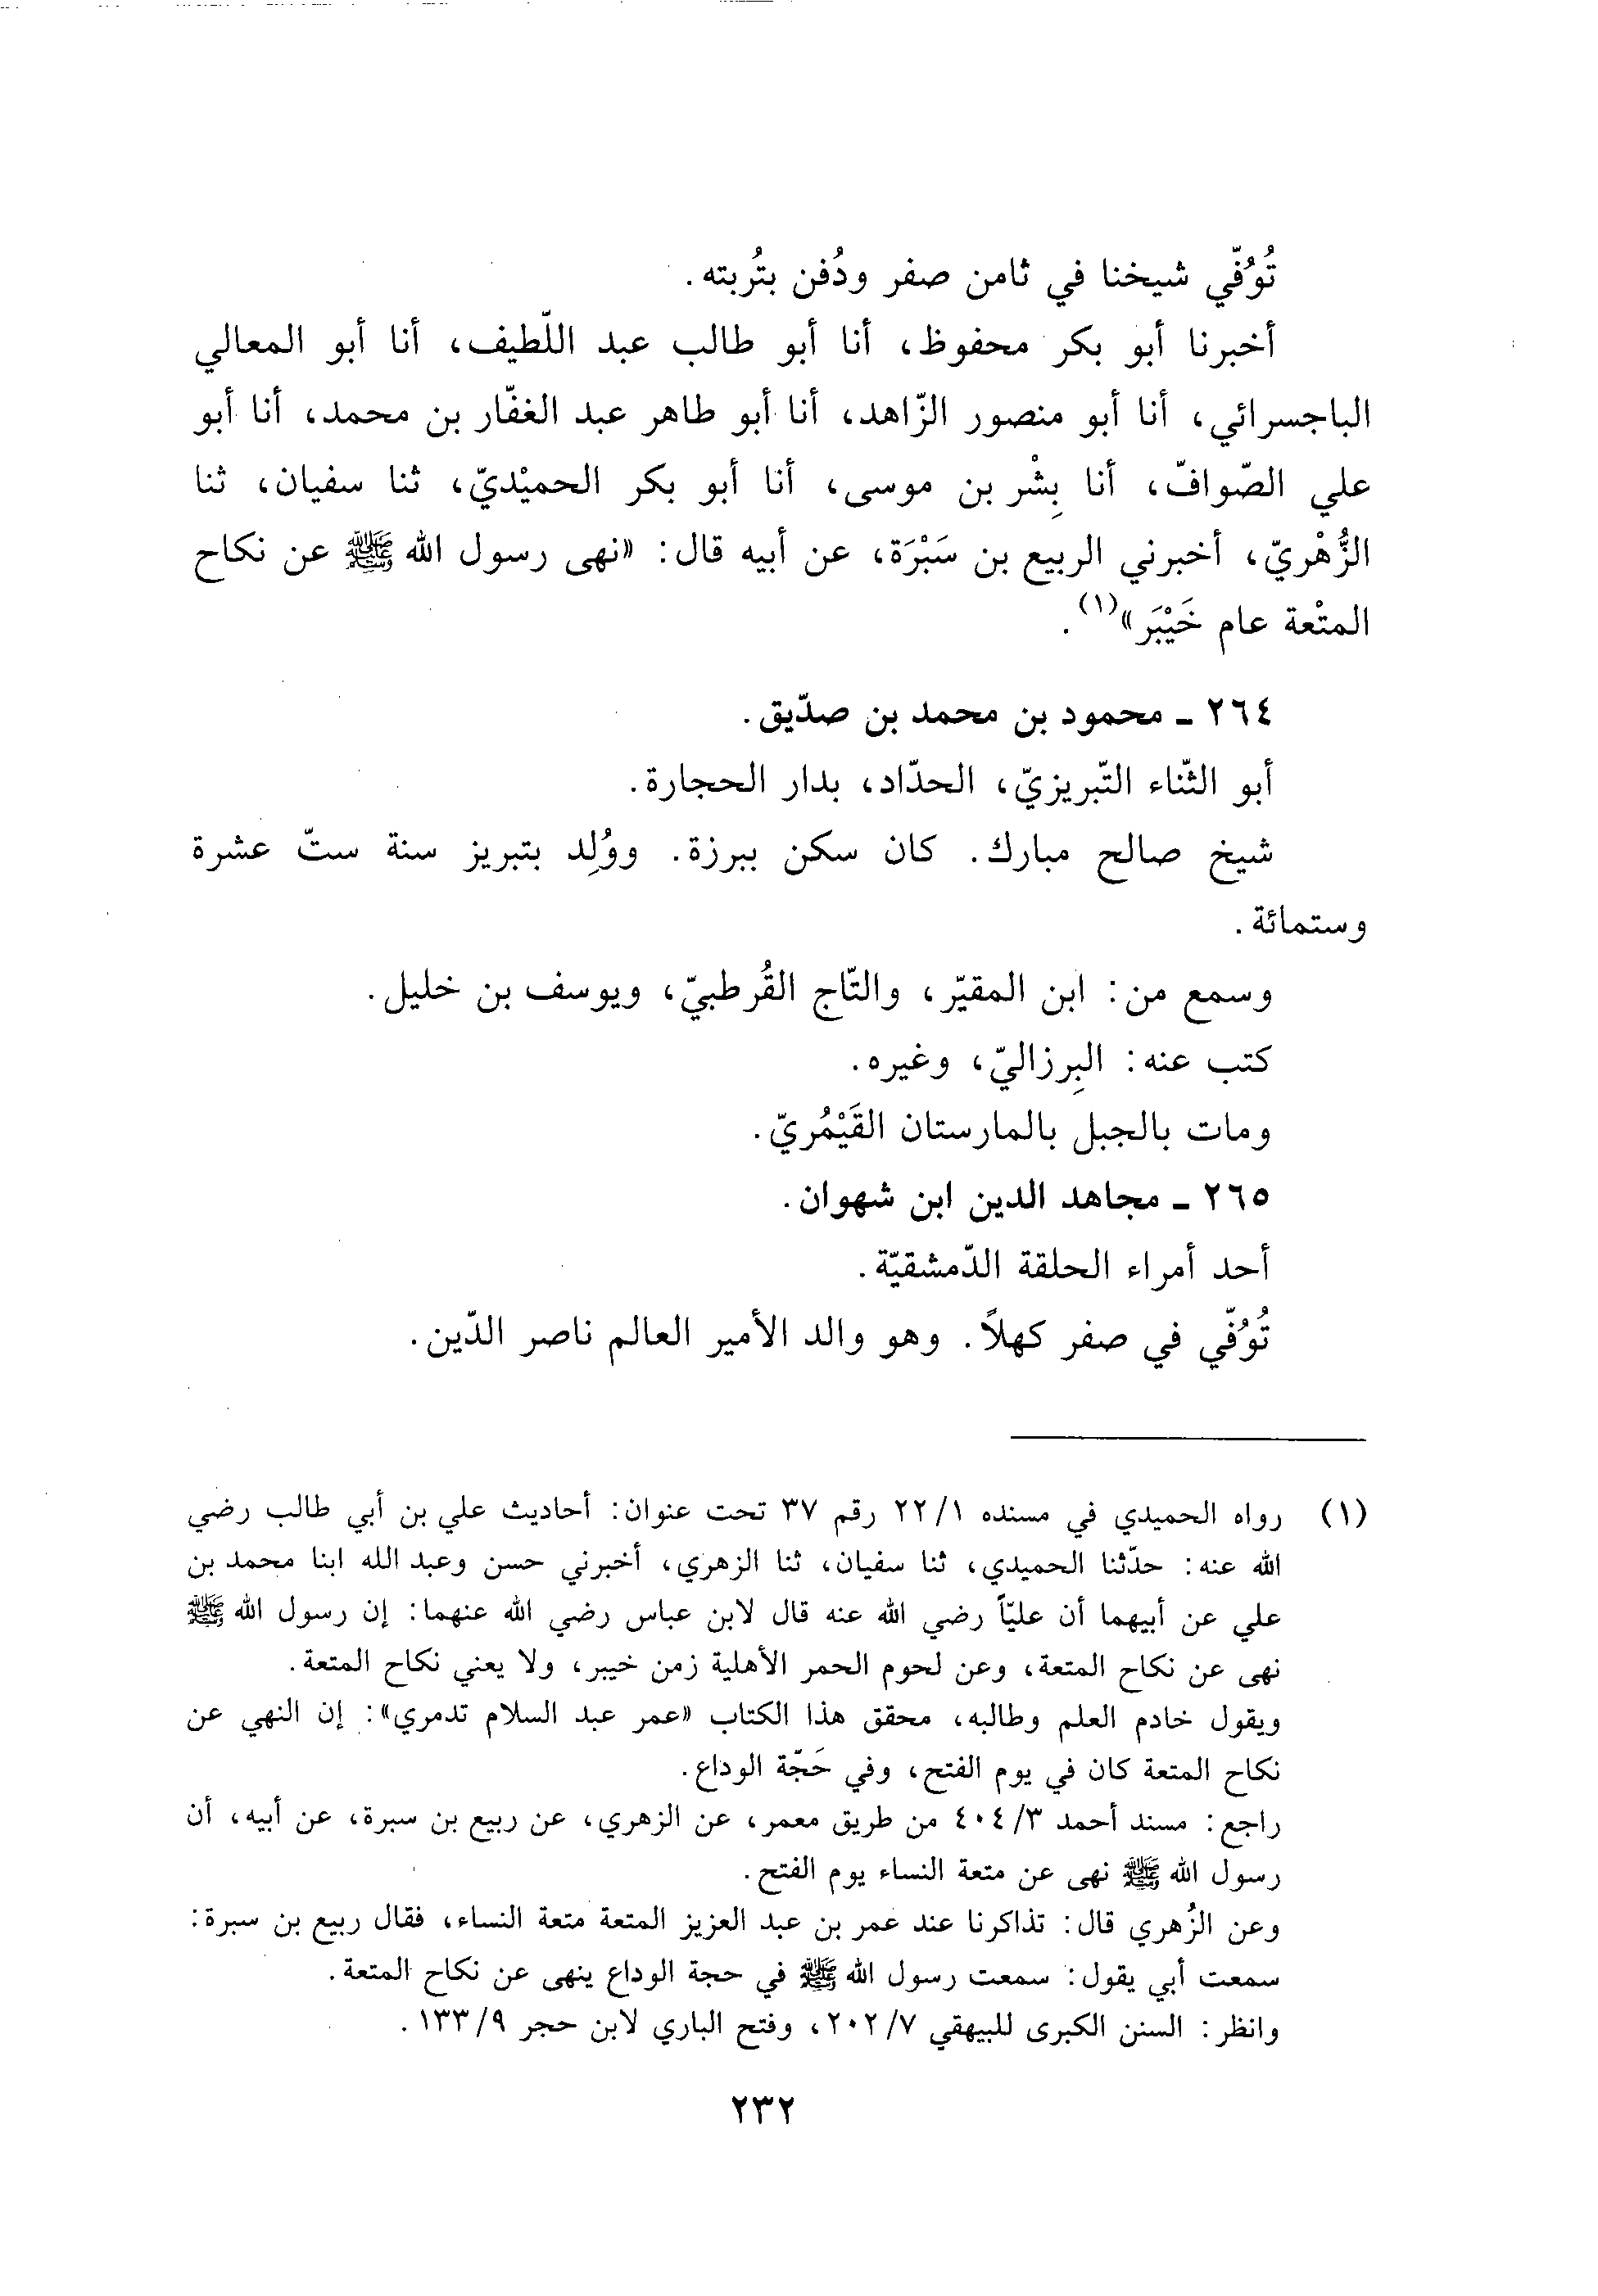 تُوُفّي شيخنا في ثامن صفر ودُفن بتُربته.
أخبرنا أبو بكر محفوظ، أنا أبو طالب عبد اللّطيف، أنا أبو المعالي
الباجسرائي، أنا أبو منصور الزّاهد، أنا أبو طاهر عبد الغفّار بن محمد، أنا أبو
علي الصّوافّ، أنا بِشْر بن موسى، أنا أبو بكر الحميْديّ، ثنا سفيان، ثنا
الزُّهْريّ، أخبرني الربيع بن سَبْرَة، عن أبيه قال: «نهى رسول الله ﷺ عن نكاح
المتْعة عام خَيْبَر»(١).
٢٦٤ ـ محمود بن محمد بن صدّيق.
أبو الثّناء التّبريزيّ، الحدّاد، بدار الحجارة.
شيخ صالح مبارك. كان سكن ببرزة. ووُلِد بتبريز سنة ستّ عشرة
وستمائة.
وسمع من: ابن المقيّر، والتّاج القُرطبيّ، ويوسف بن خليل.
كتب عنه: البِرزاليّ، وغيره.
ومات بالجبل بالمارستان القَيْمُريّ.
٢٦٥ ـ مجاهد الدين ابن شهوان.
أحد أمراء الحلقة الدّمشقيّة.
تُوُفّي في صفر كهلاً. وهو والد الأمير العالم ناصر الدّين.
(١) رواه الحميدي في مسنده ٢٢/١ رقم ٣٧ تحت عنوان: أحاديث علي بن أبي طالب رضي
الله عنه: حدّثنا الحميدي، ثنا سفيان، ثنا الزهري، أخبرني حسن وعبد الله ابنا محمد بن
علي عن أبيهما أن عليّاً رضي الله عنه قال لابن عباس رضي الله عنهما: إن رسول الله ﷺ
نهى عن نكاح المتعة، وعن لحوم الحمر الأهلية زمن خيبر، ولا يعني نكاح المتعة.
ويقول خادم العلم وطالبه، محقق هذا الكتاب «عمر عبد السلام تدمري»: إن النهي عن
نكاح المتعة كان في يوم الفتح، وفي حَجّة الوداع.
راجع: مسند أحمد ٤٠٤/٣ من طريق معمر، عن الزهري، عن ربيع بن سبرة، عن أبيه، أن
رسول الله ﷺ نهى عن متعة النساء يوم الفتح.
وعن الزُهري قال: تذاكرنا عند عمر بن عبد العزيز المتعة متعة النساء، فقال ربيع بن سبرة:
سمعت أبي يقول: سمعت رسول الله ﷺ في حجة الوداع ينهى عن نكاح المتعة.
وانظر: السنن الكبرى للبيهقي ٢٠٢/٧، وفتح الباري لابن حجر ١٣٣/٩.
٢٣٢